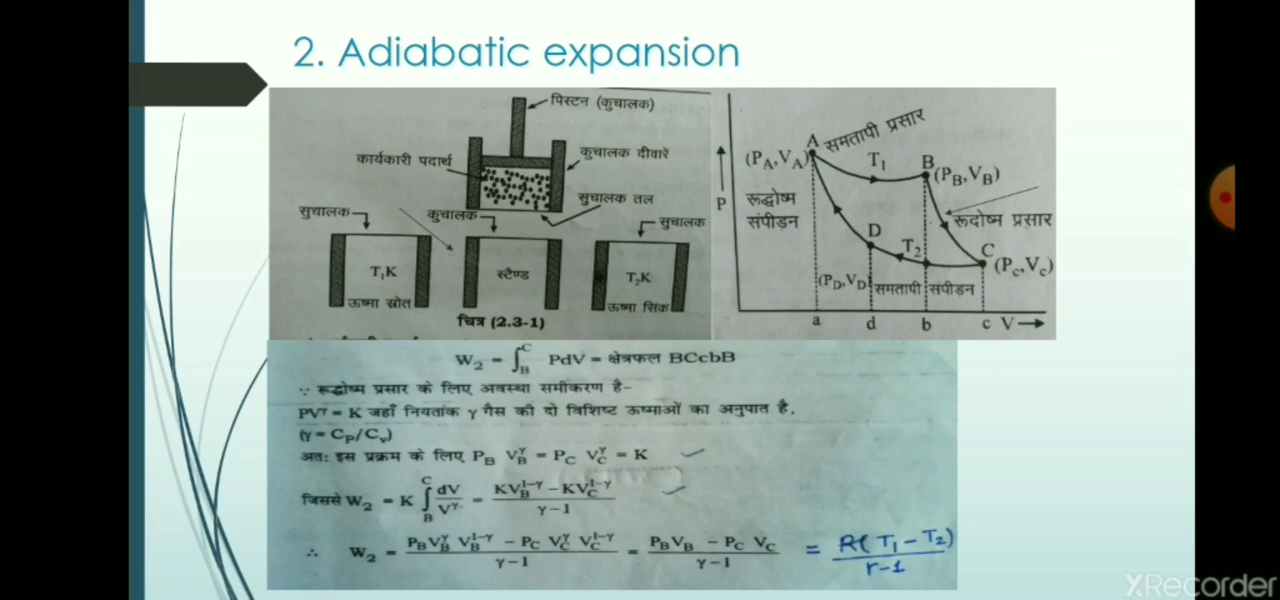 2. Adiabatic expansion
पिस्टन (कुचालक)
कार्यकारी पदार्थ
कुचालक दीवारें
सुचालक तल
सुचालक
कुचालक
सुचालक
T₁K
स्टैण्ड
T₂K
ऊष्मा स्रोत
ऊष्मा सिंक
चित्र (2.3-1)
P
A
समतापी प्रसार
(P_A, V_A)
T₁
B
(P_B, V_B)
रूद्धोष्म
संपीडन
रूदोष्म प्रसार
D
T₂
C
(P_c, V_c)
(P_D, V_D)
समतापी संपीडन
a d b c V
W₂ = ∫_B^C PdV = क्षेत्रफल BCcbB
∵ रूद्धोष्म प्रसार के लिए अवस्था समीकरण है-
PV^γ = K जहाँ नियतांक γ गैस की दो विशिष्ट ऊष्माओं का अनुपात है.
(γ = C_P/C_v)
अतः इस प्रक्रम के लिए P_B V_B^γ = P_C V_C^γ = K
जिससे W₂ = K ∫_B^C dV/V^γ = (KV_B^{1-γ} – KV_C^{1-γ})/(γ – 1)
∴ W₂ = (P_B V_B^γ V_B^{1-γ} – P_C V_C^γ V_C^{1-γ})/(γ – 1) = (P_B V_B – P_C V_C)/(γ – 1) = R(T₁ - T₂)/(r-1)
XRecorder